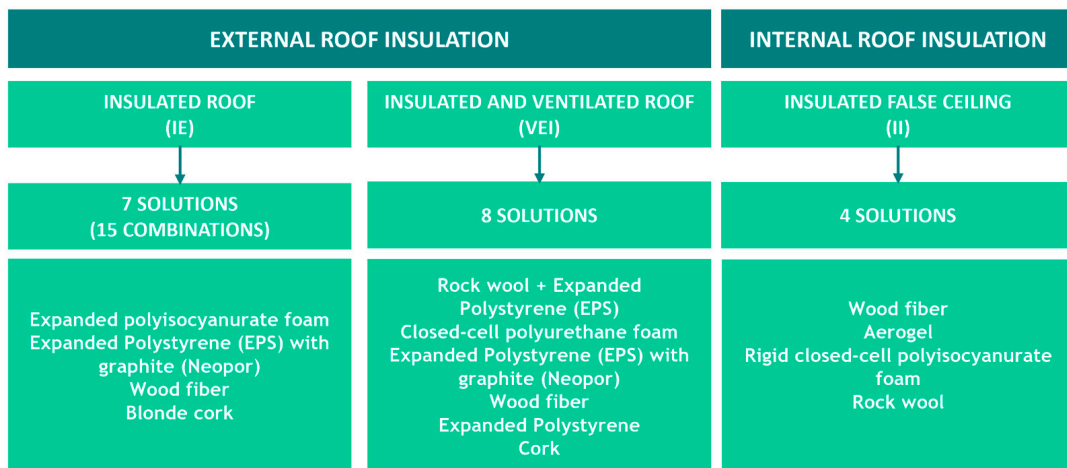 EXTERNAL ROOF INSULATION
INTERNAL ROOF INSULATION
INSULATED ROOF
(IE)
INSULATED AND VENTILATED ROOF
(VEI)
INSULATED FALSE CEILING
(II)
7 SOLUTIONS
(15 COMBINATIONS)
8 SOLUTIONS
4 SOLUTIONS
Expanded polyisocyanurate foam
Expanded Polystyrene (EPS) with
graphite (Neopor)
Wood fiber
Blonde cork
Rock wool + Expanded
Polystyrene (EPS)
Closed-cell polyurethane foam
Expanded Polystyrene (EPS) with
graphite (Neopor)
Wood fiber
Expanded Polystyrene
Cork
Wood fiber
Aerogel
Rigid closed-cell polyisocyanurate
foam
Rock wool